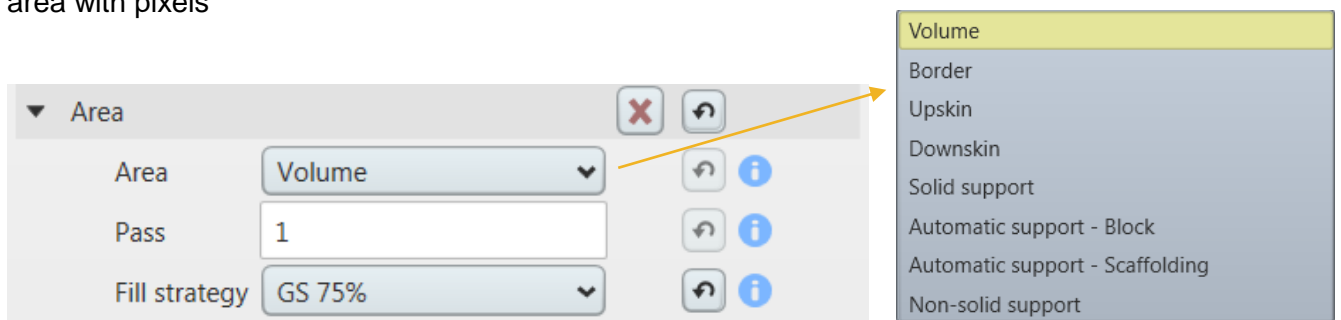 area with pixels
Area
Area Volume
Pass 1
Fill strategy GS 75%
Volume
Border
Upskin
Downskin
Solid support
Automatic support - Block
Automatic support - Scaffolding
Non-solid support